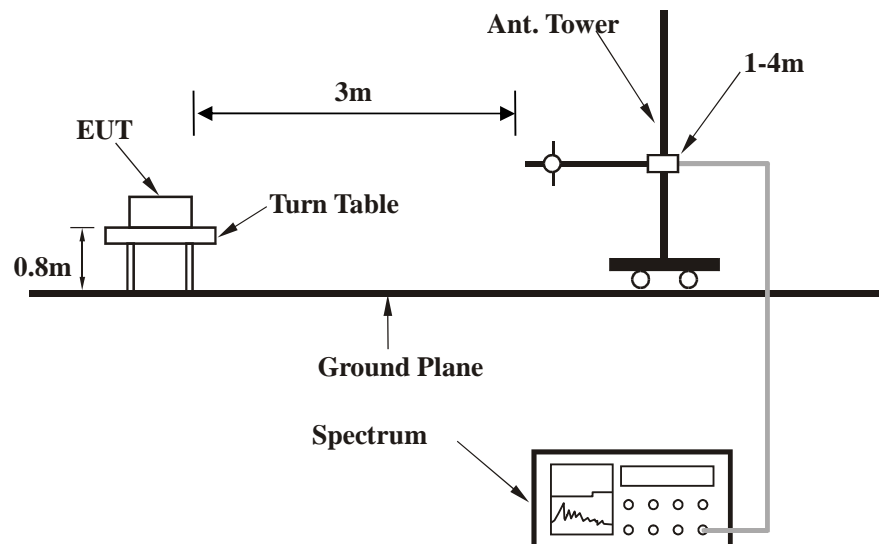 Ant. Tower
1-4m
3m
EUT
Turn Table
0.8m
Ground Plane
Spectrum